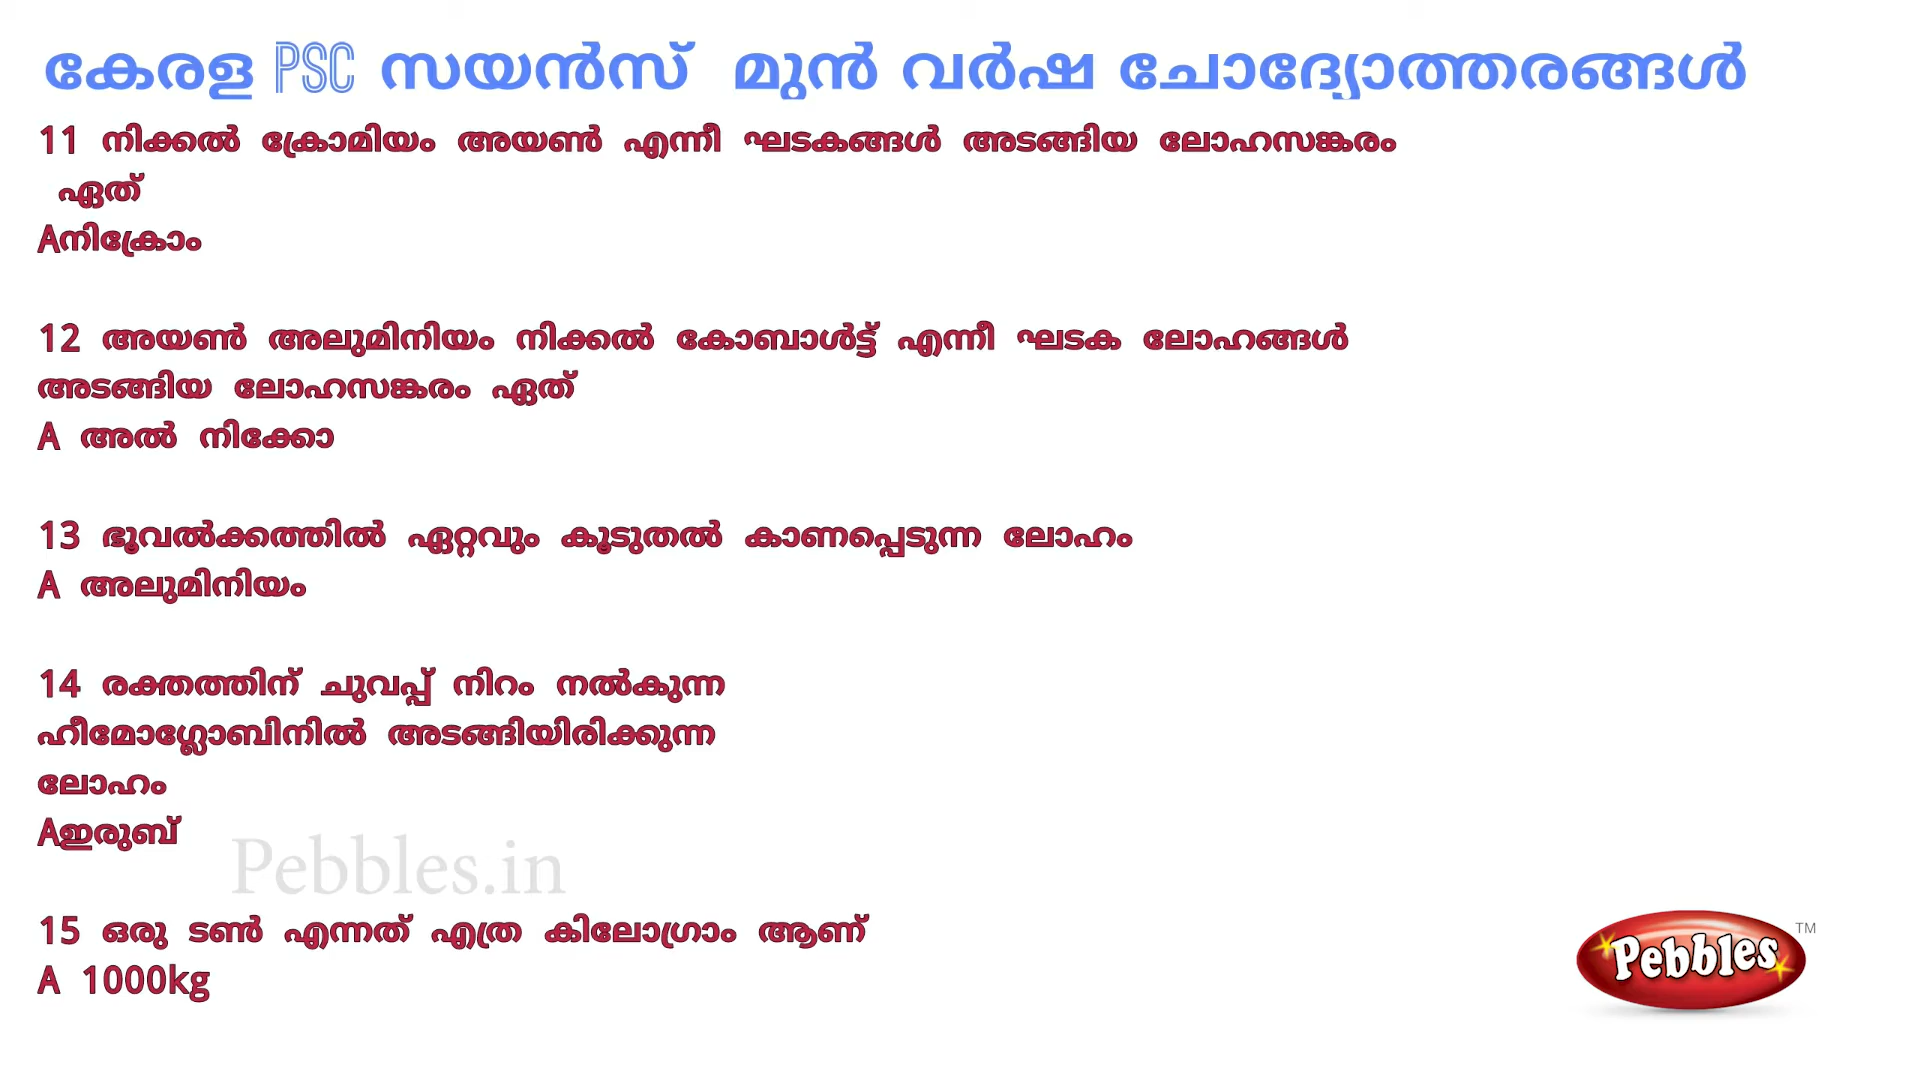 കേരള PSC സയൻസ് മുൻ വർഷ ചോദ്യോത്തരങ്ങൾ
11 നിക്കൽ ക്രോമിയം അയൺ എന്നീ ഘടകങ്ങൾ അടങ്ങിയ ലോഹസങ്കരം
ഏത്
Aനിക്രോം
12 അയൺ അലുമിനിയം നിക്കൽ കോബാൾട്ട് എന്നീ ഘടക ലോഹങ്ങൾ
അടങ്ങിയ ലോഹസങ്കരം ഏത്
A അൽ നിക്കോ
13 ഭൂവൽക്കത്തിൽ ഏറ്റവും കൂടുതൽ കാണപ്പെടുന്ന ലോഹം
A അലുമിനിയം
14 രക്തത്തിന് ചുവപ്പ് നിറം നൽകുന്ന
ഹീമോഗ്ലോബിനിൽ അടങ്ങിയിരിക്കുന്ന
ലോഹം
Aഇരുബ്
Pebbles.in
15 ഒരു ടൺ എന്നത് എത്ര കിലോഗ്രാം ആണ്
A 1000kg
Pebbles TM